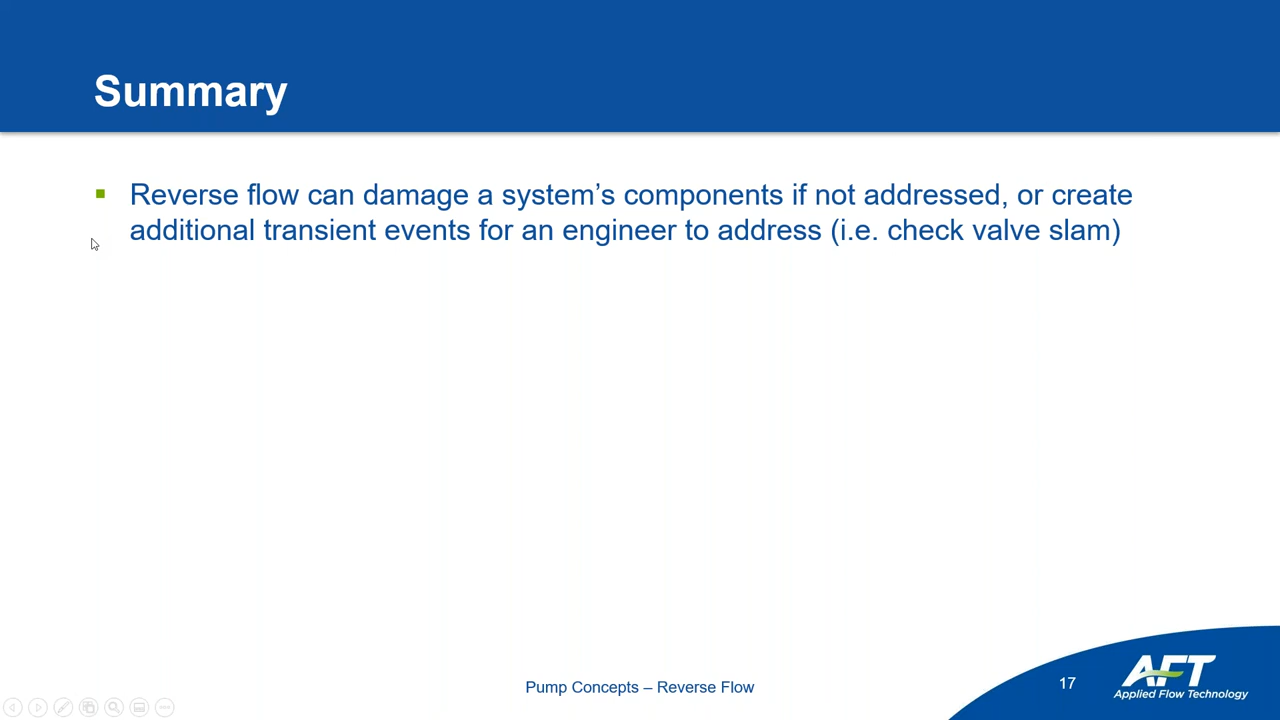 Summary
Reverse flow can damage a system’s components if not addressed, or create
additional transient events for an engineer to address (i.e. check valve slam)
Pump Concepts – Reverse Flow
17
AFT
Applied Flow Technology